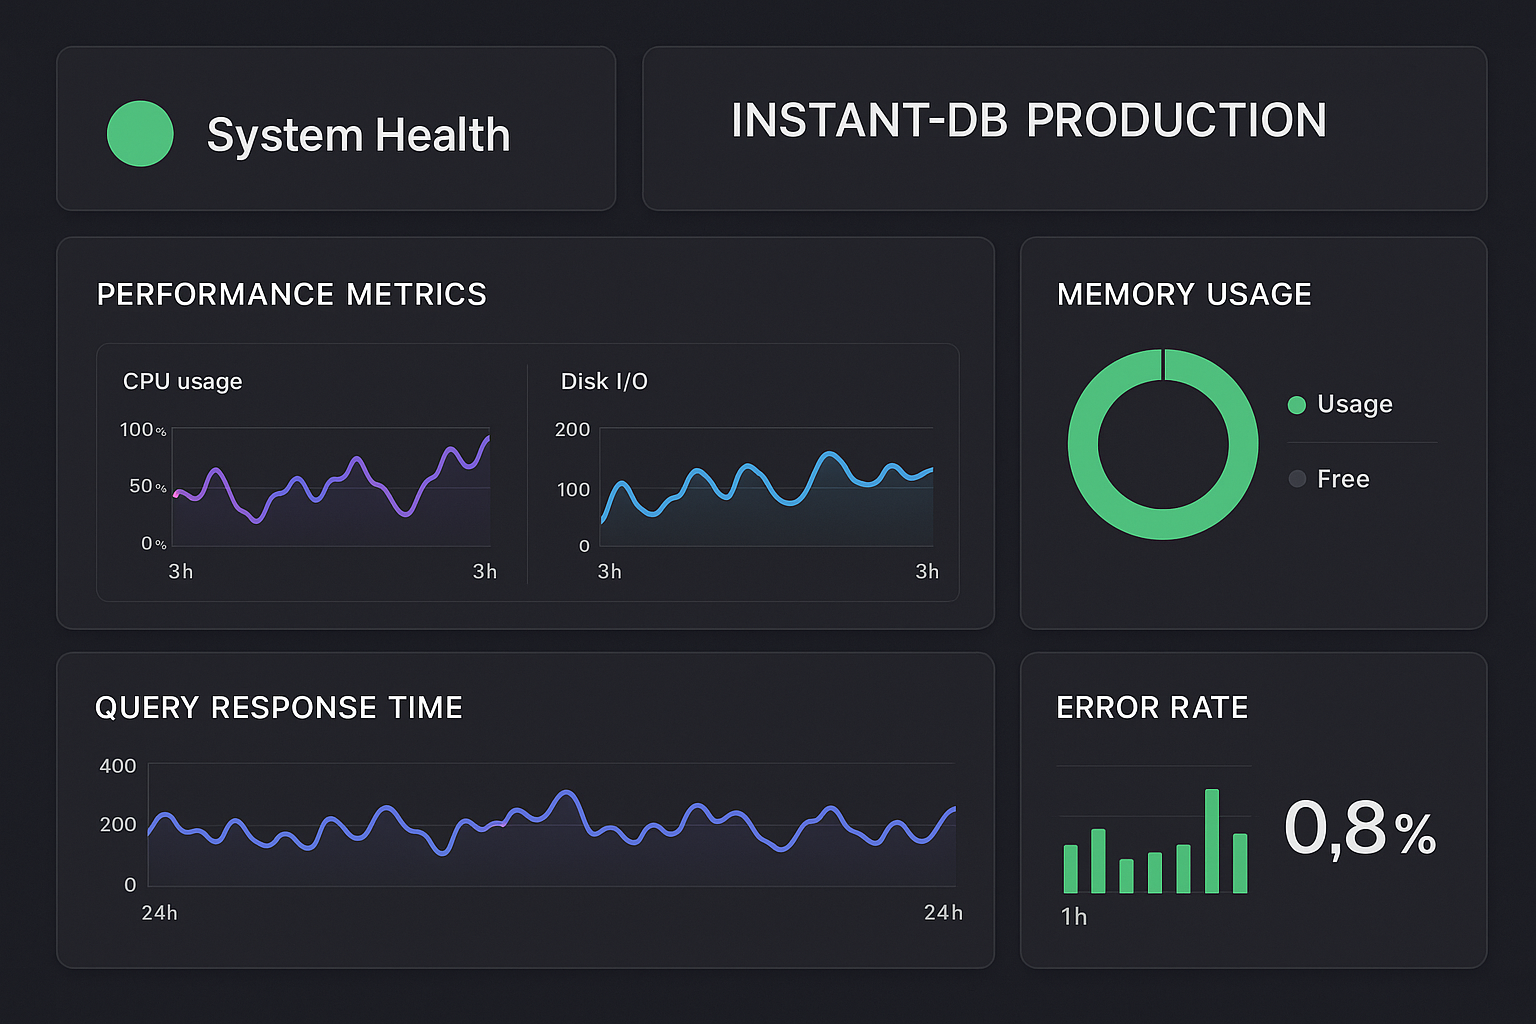 System Health
INSTANT-DB PRODUCTION
PERFORMANCE METRICS
CPU usage
100%
50%
0%
3h
3h
Disk I/O
200
100
0
3h
3h
MEMORY USAGE
Usage
Free
QUERY RESPONSE TIME
400
200
0
24h
24h
ERROR RATE
0,8%
1h